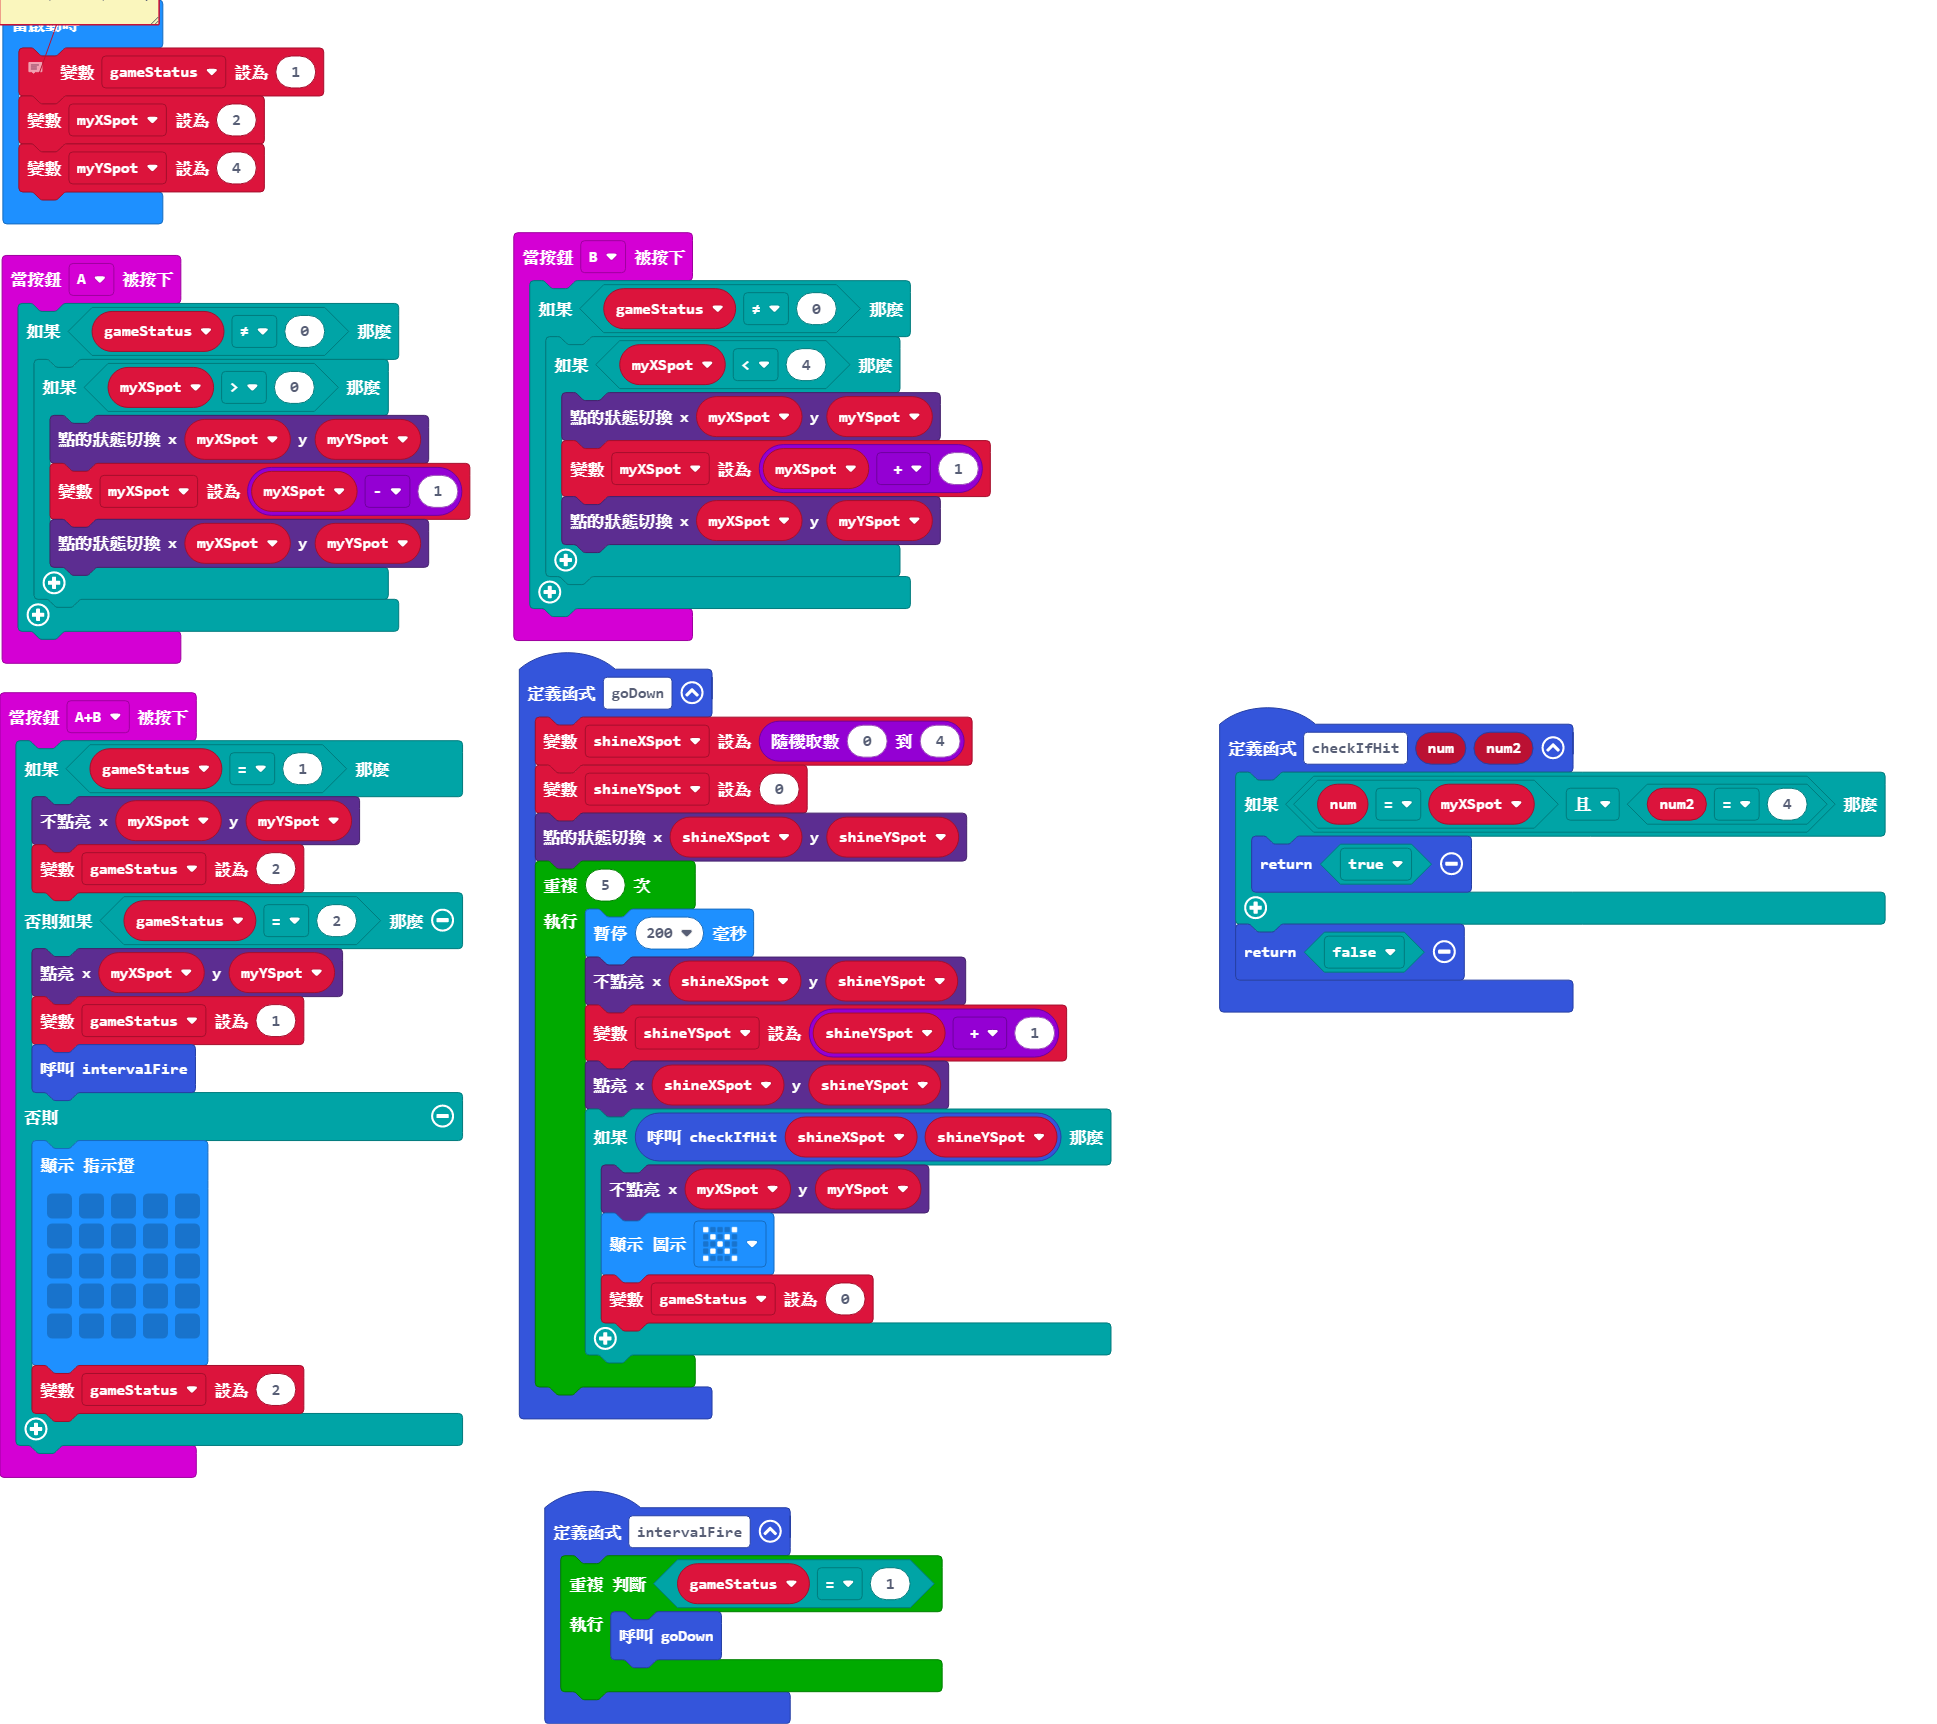 當啟動時
變數 gameStatus 設為 1
變數 myXSpot 設為 2
變數 myYSpot 設為 4
當按鈕 A 被按下
如果 gameStatus ≠ 0 那麼
如果 myXSpot > 0 那麼
點的狀態切換 x myXSpot y myYSpot
變數 myXSpot 設為 myXSpot - 1
點的狀態切換 x myXSpot y myYSpot
當按鈕 B 被按下
如果 gameStatus ≠ 0 那麼
如果 myXSpot < 4 那麼
點的狀態切換 x myXSpot y myYSpot
變數 myXSpot 設為 myXSpot + 1
點的狀態切換 x myXSpot y myYSpot
當按鈕 A+B 被按下
如果 gameStatus = 1 那麼
不點亮 x myXSpot y myYSpot
變數 gameStatus 設為 2
否則如果 gameStatus = 2 那麼
點亮 x myXSpot y myYSpot
變數 gameStatus 設為 1
呼叫 intervalFire
否則
顯示 指示燈
變數 gameStatus 設為 2
定義函式 goDown
變數 shineXSpot 設為 隨機取數 0 到 4
變數 shineYSpot 設為 0
點的狀態切換 x shineXSpot y shineYSpot
重複 5 次
執行
暫停 200 毫秒
不點亮 x shineXSpot y shineYSpot
變數 shineYSpot 設為 shineYSpot + 1
點亮 x shineXSpot y shineYSpot
如果 呼叫 checkIfHit shineXSpot shineYSpot 那麼
不點亮 x myXSpot y myYSpot
顯示 圖示
變數 gameStatus 設為 0
定義函式 checkIfHit num num2
如果 num = myXSpot 且 num2 = 4 那麼
return true
return false
定義函式 intervalFire
重複 判斷 gameStatus = 1
執行
呼叫 goDown